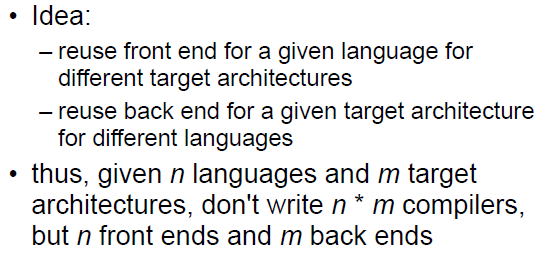 • Idea:
– reuse front end for a given language for
different target architectures
– reuse back end for a given target architecture
for different languages
• thus, given n languages and m target
architectures, don't write n * m compilers,
but n front ends and m back ends